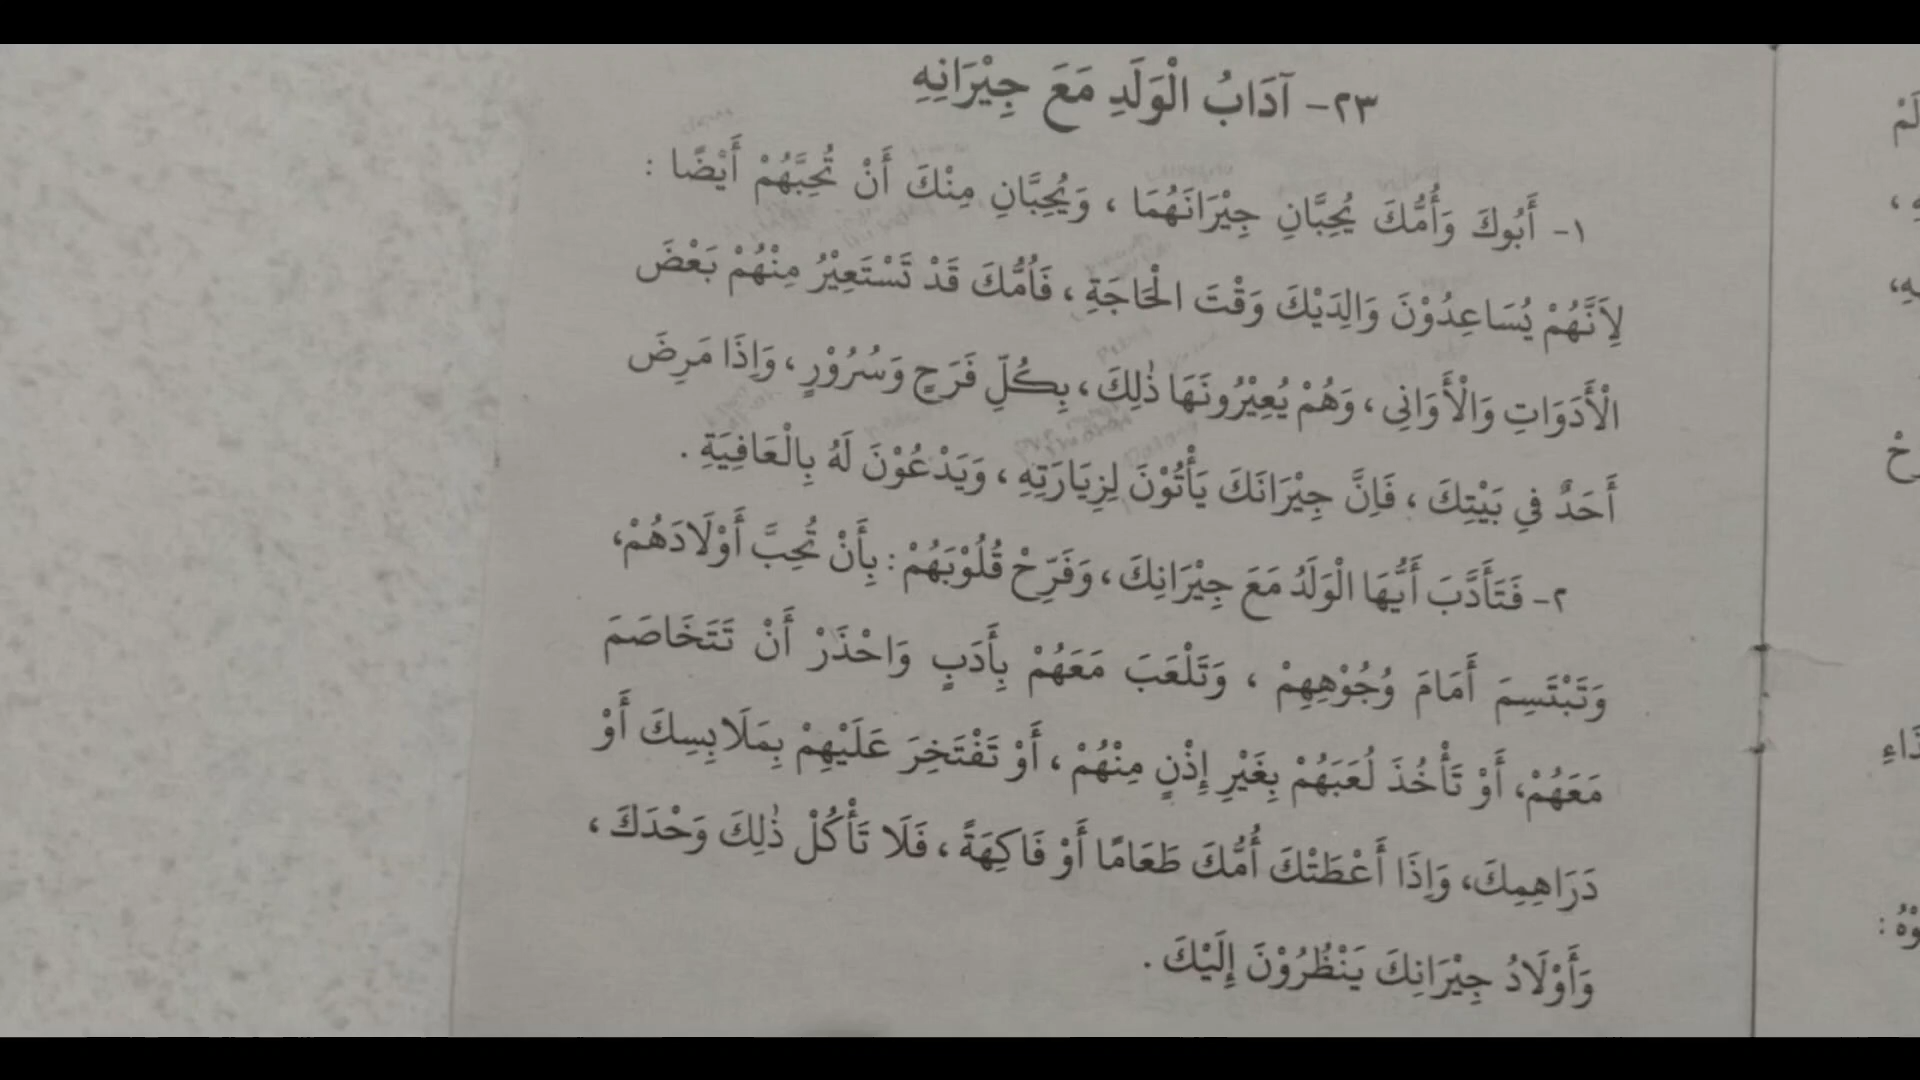 ٢٣- آدَابُ الْوَلَدِ مَعَ جِيْرَانِهِ
١- أَبُوكَ وَأُمُّكَ يُحِبَّانِ جِيْرَانَهُمَا ، وَيُحِبَّانِ مِنْكَ أَنْ تُحِبَّهُمْ أَيْضًا :
لِاَنَّهُمْ يُسَاعِدُوْنَ وَالِدَيْكَ وَقْتَ الْحَاجَةِ ، فَاُمُّكَ قَدْ تَسْتَعِيْرُ مِنْهُمْ بَعْضَ
الْأَدَوَاتِ وَالْأَوَانِى ، وَهُمْ يُعِيْرُونَهَا ذٰلِكَ ، بِكُلِّ فَرَحٍ وَسُرُوْرٍ ، وَإِذَا مَرِضَ
أَحَدٌ فِي بَيْتِكَ ، فَاِنَّ جِيْرَانَكَ يَأْتُوْنَ لِزِيَارَتِهِ ، وَيَدْعُوْنَ لَهُ بِالْعَافِيَةِ .
٢- فَتَأَدَّبَ أَيُّهَا الْوَلَدُ مَعَ جِيْرَانِكَ ، وَفَرِّحْ قُلُوْبَهُمْ : بِأَنْ تُحِبَّ أَوْلَادَهُمْ،
وَتَبْتَسِمَ أَمَامَ وُجُوْهِهِمْ ، وَتَلْعَبَ مَعَهُمْ بِأَدَبٍ وَاحْذَرْ أَنْ تَتَخَاصَمَ
مَعَهُمْ، أَوْ تَأْخُذَ لُعَبَهُمْ بِغَيْرِ إِذْنٍ مِنْهُمْ ، أَوْ تَفْتَخِرَ عَلَيْهِمْ بِمَلَابِسِكَ أَوْ
دَرَاهِمِكَ، وَإِذَا أَعْطَتْكَ أُمُّكَ طَعَامًا أَوْ فَاكِهَةً ، فَلَا تَأْكُلْ ذٰلِكَ وَحْدَكَ ،
وَأَوْلَادُ جِيْرَانِكَ يَنْظُرُوْنَ إِلَيْكَ .